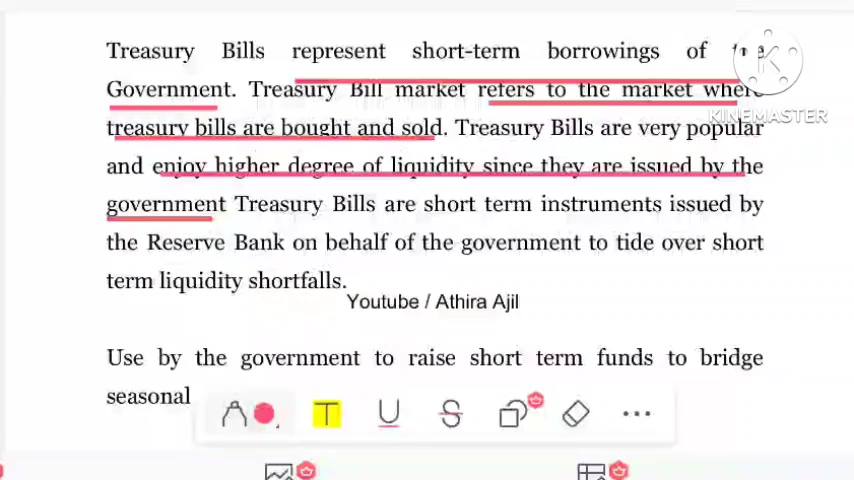 Treasury Bills represent short-term borrowings of the
Government. Treasury Bill market refers to the market where
KINEMASTER
treasury bills are bought and sold. Treasury Bills are very popular
and enjoy higher degree of liquidity since they are issued by the
government Treasury Bills are short term instruments issued by
the Reserve Bank on behalf of the government to tide over short
term liquidity shortfalls.
Youtube / Athira Ajil
Use by the government to raise short term funds to bridge
seasonal